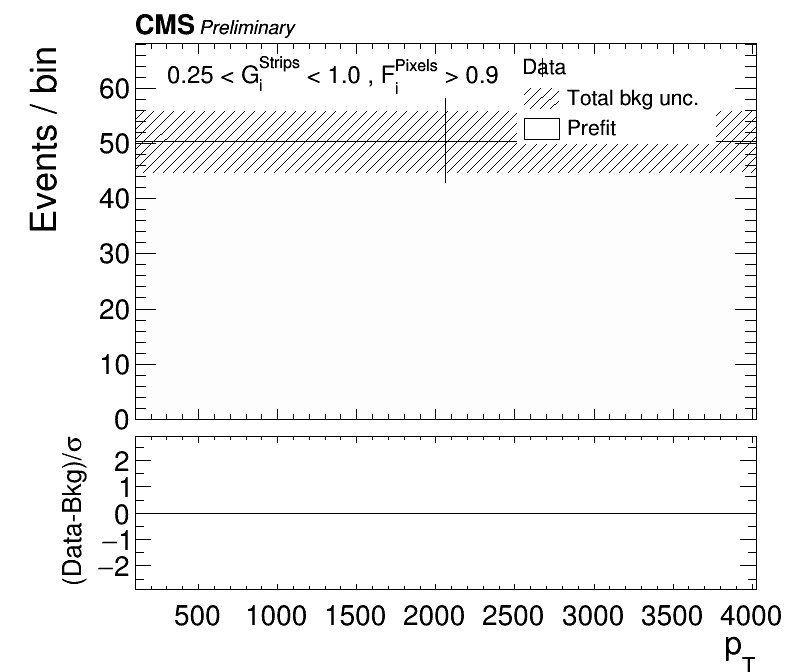 CMS Preliminary
0.25 < G_i^Strips < 1.0 , F_i^Pixels > 0.9
Data
Total bkg unc.
Prefit
Events / bin
60
50
40
30
20
10
0
(Data-Bkg)/σ
2
1
0
−1
−2
500 1000 1500 2000 2500 3000 3500 4000
p_T